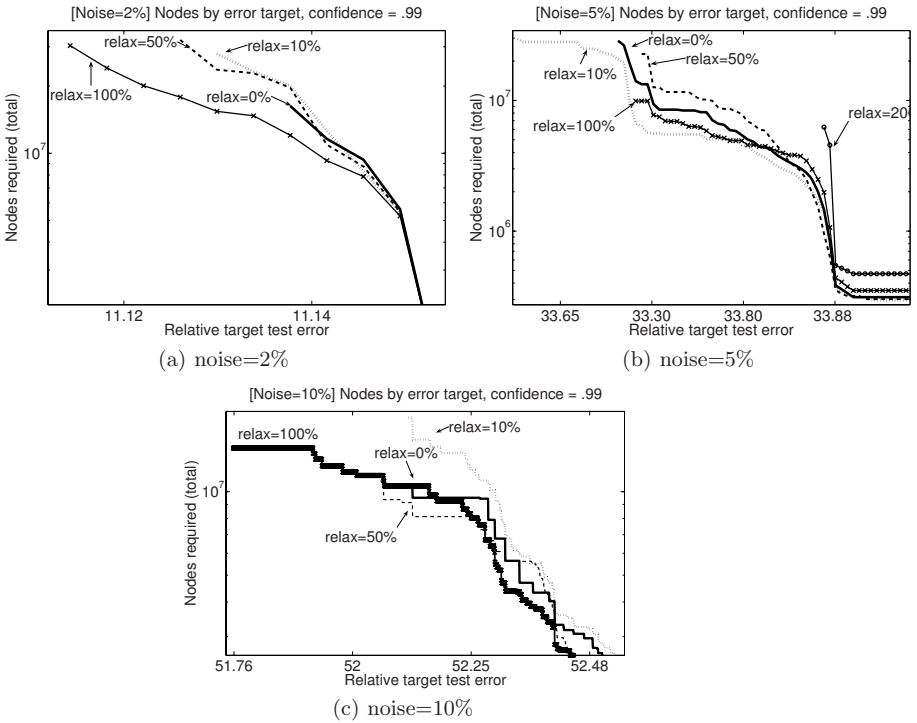 [Noise=2%] Nodes by error target, confidence = .99
relax=50%
relax=10%
relax=100%
relax=0%
10^7
Nodes required (total)
11.12
11.14
Relative target test error
(a) noise=2%
[Noise=5%] Nodes by error target, confidence = .99
relax=0%
relax=50%
relax=10%
relax=100%
relax=20
10^7
10^6
Nodes required (total)
33.65
33.30
33.80
33.88
Relative target test error
(b) noise=5%
[Noise=10%] Nodes by error target, confidence = .99
relax=10%
relax=100%
relax=0%
relax=50%
10^7
Nodes required (total)
51.76
52
52.25
52.48
Relative target test error
(c) noise=10%